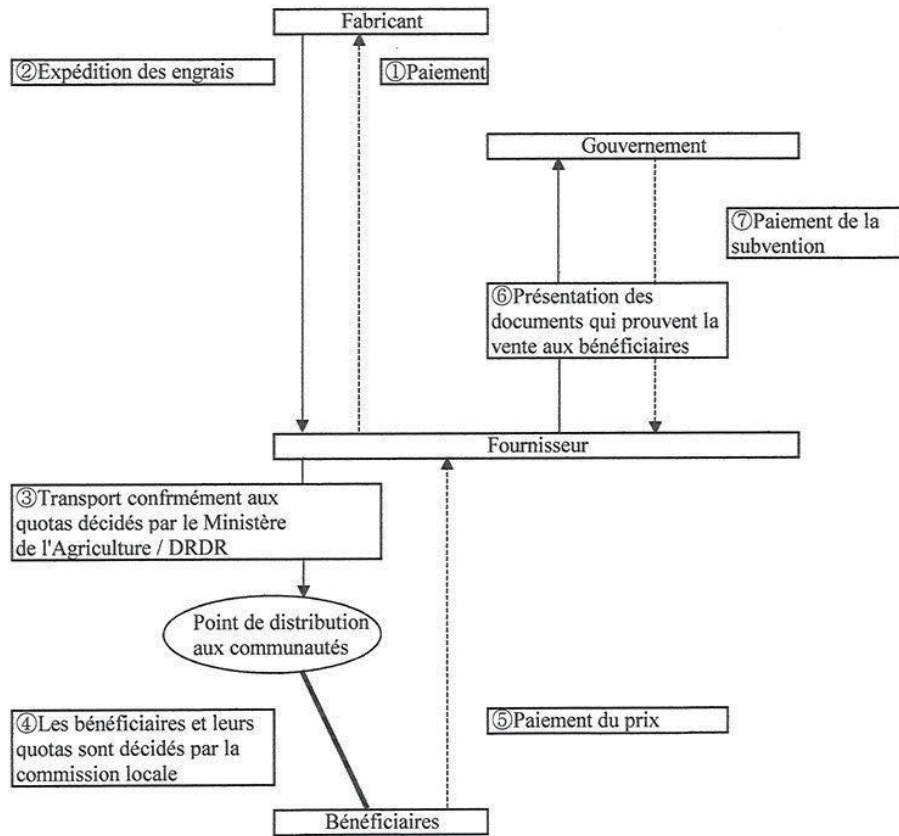 Fabricant
②Expédition des engrais
①Paiement
Gouvernement
⑦Paiement de la
subvention
⑥Présentation des
documents qui prouvent la
vente aux bénéficiaires
Fournisseur
③Transport confrmément aux
quotas décidés par le Ministère
de l'Agriculture / DRDR
Point de distribution
aux communautés
④Les bénéficiaires et leurs
quotas sont décidés par la
commission locale
⑤Paiement du prix
Bénéficiaires